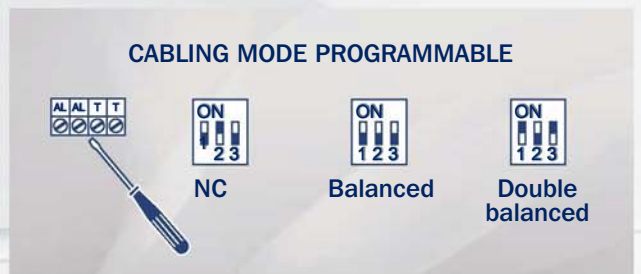 CABLING MODE PROGRAMMABLE
AL AL T T
ON
1 2 3
NC
ON
1 2 3
Balanced
ON
1 2 3
Double
balanced